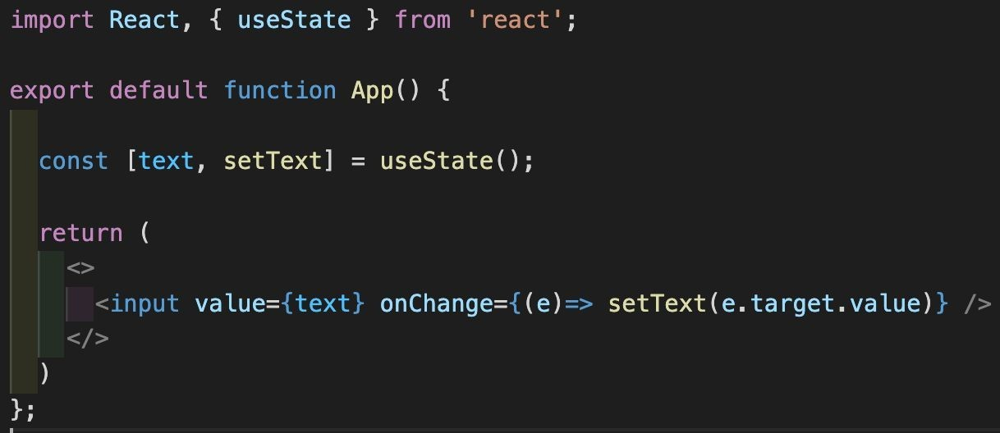 import React, { useState } from 'react';
export default function App() {
const [text, setText] = useState();
return (
<>
<input value={text} onChange={(e)=> setText(e.target.value)} />
</>
)
};